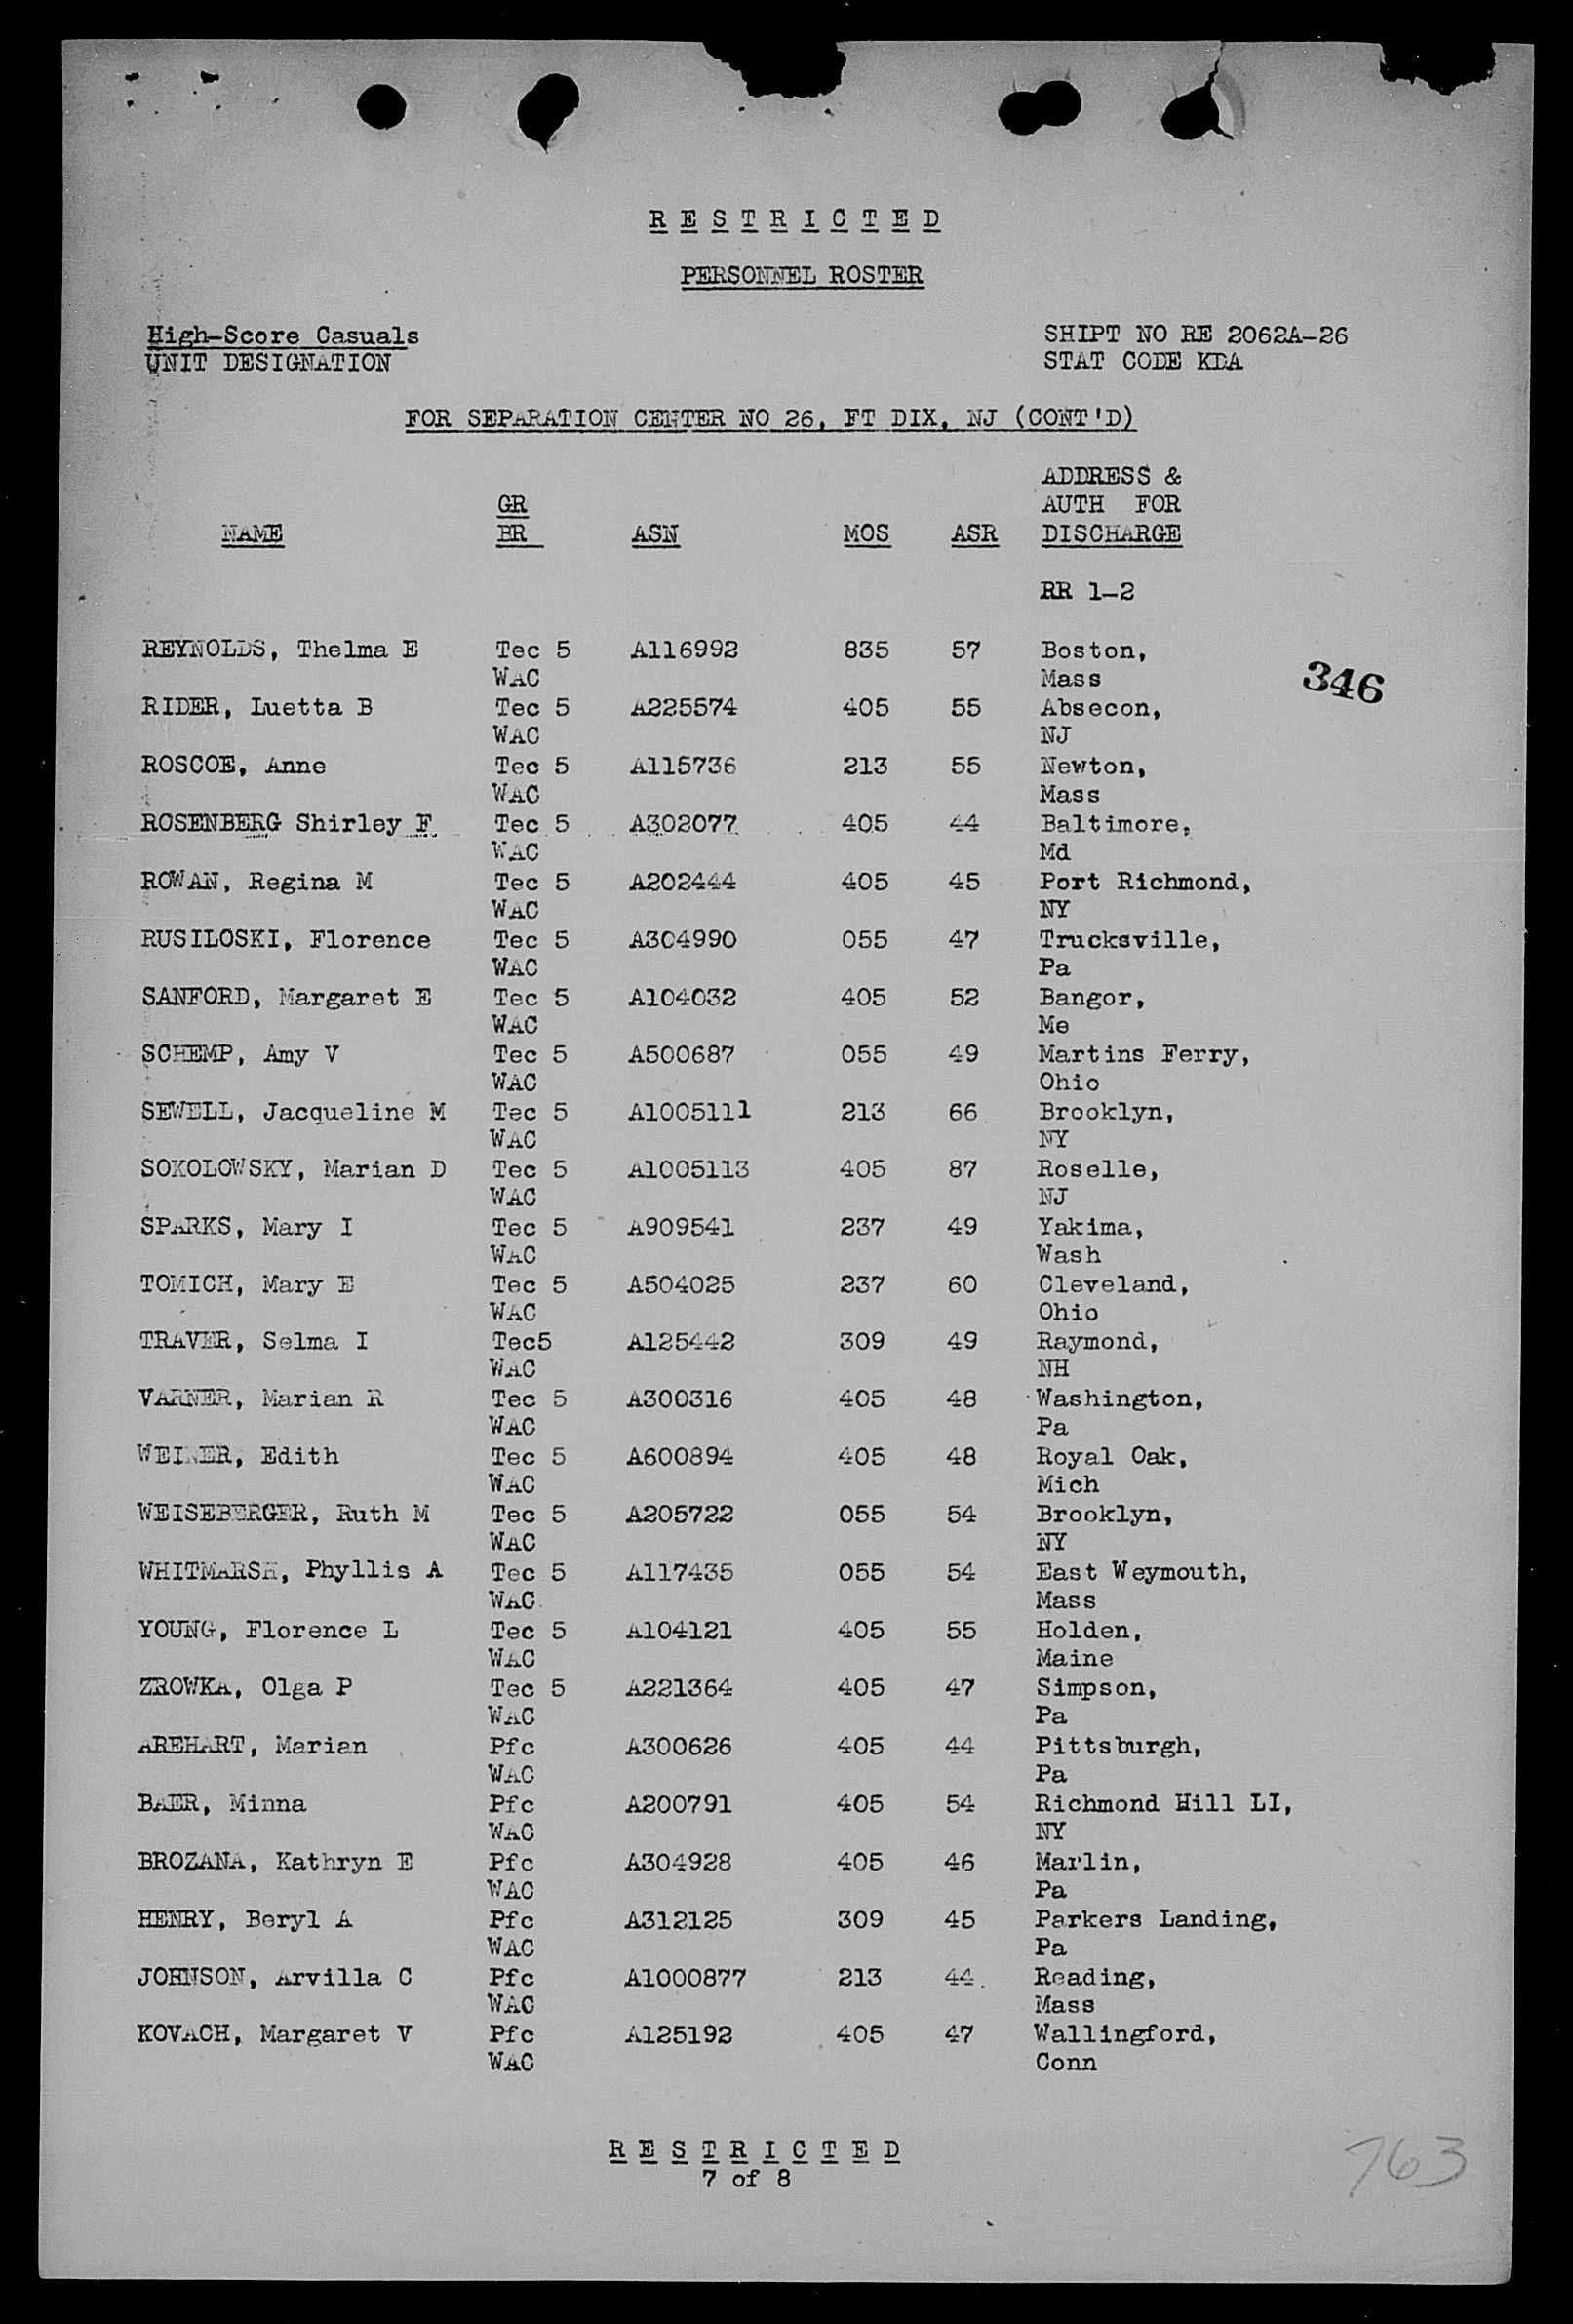 R E S T R I C T E D
PERSONNEL ROSTER
High-Score Casuals SHIPT NO RE 2062A-26
UNIT DESIGNATION STAT CODE KDA
FOR SEPARATION CENTER NO 26, FT DIX, NJ (CONT'D)
ADDRESS &
GR AUTH FOR
NAME BR ASN MOS ASR DISCHARGE
RR 1-2
REYNOLDS, Thelma E Tec 5 A116992 835 57 Boston,
WAC Mass
346
RIDER, Luetta B Tec 5 A225574 405 55 Absecon,
WAC NJ
ROSCOE, Anne Tec 5 A115736 213 55 Newton,
WAC Mass
ROSENBERG Shirley F Tec 5 A302077 405 44 Baltimore,
WAC Md
ROWAN, Regina M Tec 5 A202444 405 45 Port Richmond,
WAC NY
RUSILOSKI, Florence Tec 5 A304990 055 47 Trucksville,
WAC Pa
SANFORD, Margaret E Tec 5 A104032 405 52 Bangor,
WAC Me
SCHEMP, Amy V Tec 5 A500687 055 49 Martins Ferry,
WAC Ohio
SEWELL, Jacqueline M Tec 5 A1005111 213 66 Brooklyn,
WAC NY
SOKOLOWSKY, Marian D Tec 5 A1005113 405 87 Roselle,
WAC NJ
SPARKS, Mary I Tec 5 A909541 237 49 Yakima,
WAC Wash
TOMICH, Mary E Tec 5 A504025 237 60 Cleveland,
WAC Ohio
TRAVER, Selma I Tec5 A125442 309 49 Raymond,
WAC NH
VARNER, Marian R Tec 5 A300316 405 48 Washington,
WAC Pa
WEINER, Edith Tec 5 A600894 405 48 Royal Oak,
WAC Mich
WEISEBERGER, Ruth M Tec 5 A205722 055 54 Brooklyn,
WAC NY
WHITMARSH, Phyllis A Tec 5 A117435 055 54 East Weymouth,
WAC Mass
YOUNG, Florence L Tec 5 A104121 405 55 Holden,
WAC Maine
ZROWKA, Olga P Tec 5 A221364 405 47 Simpson,
WAC Pa
AREHART, Marian Pfc A300626 405 44 Pittsburgh,
WAC Pa
BAER, Minna Pfc A200791 405 54 Richmond Hill LI,
WAC NY
BROZANA, Kathryn E Pfc A304928 405 46 Marlin,
WAC Pa
HENRY, Beryl A Pfc A312125 309 45 Parkers Landing,
WAC Pa
JOHNSON, Arvilla C Pfc A1000877 213 44 Reading,
WAC Mass
KOVACH, Margaret V Pfc A125192 405 47 Wallingford,
WAC Conn
R E S T R I C T E D
7 of 8
763